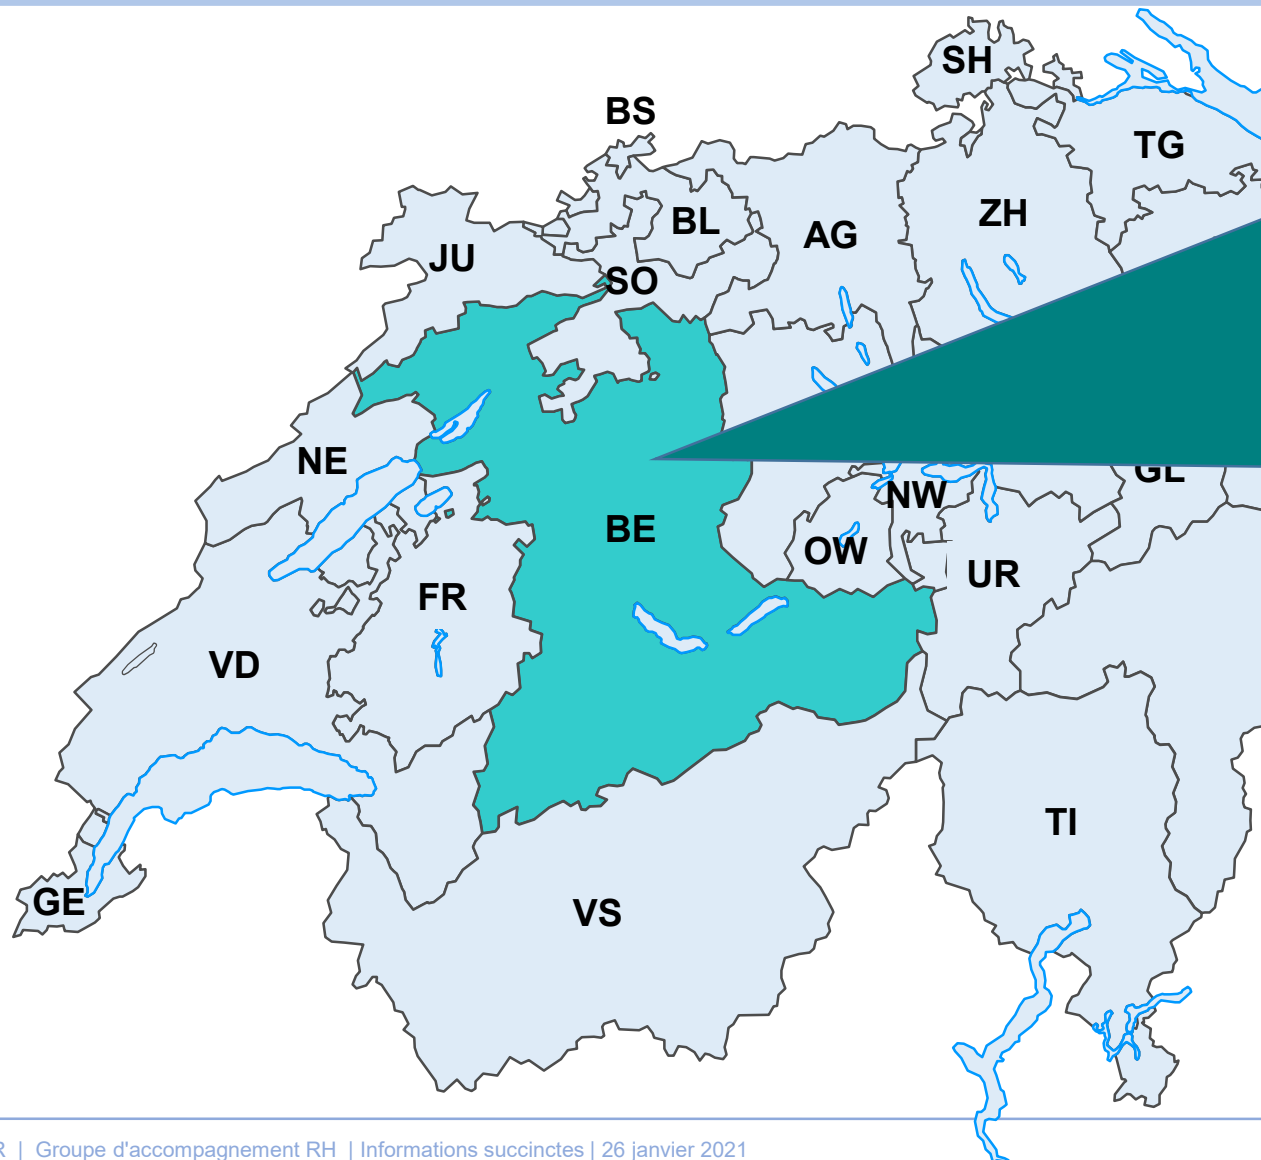 SH
BS
TG
BL
ZH
AG
JU
SO
NE
GL
NW
BE
OW
UR
FR
VD
TI
GE
VS
R | Groupe d'accompagnement RH | Informations succinctes | 26 janvier 2021